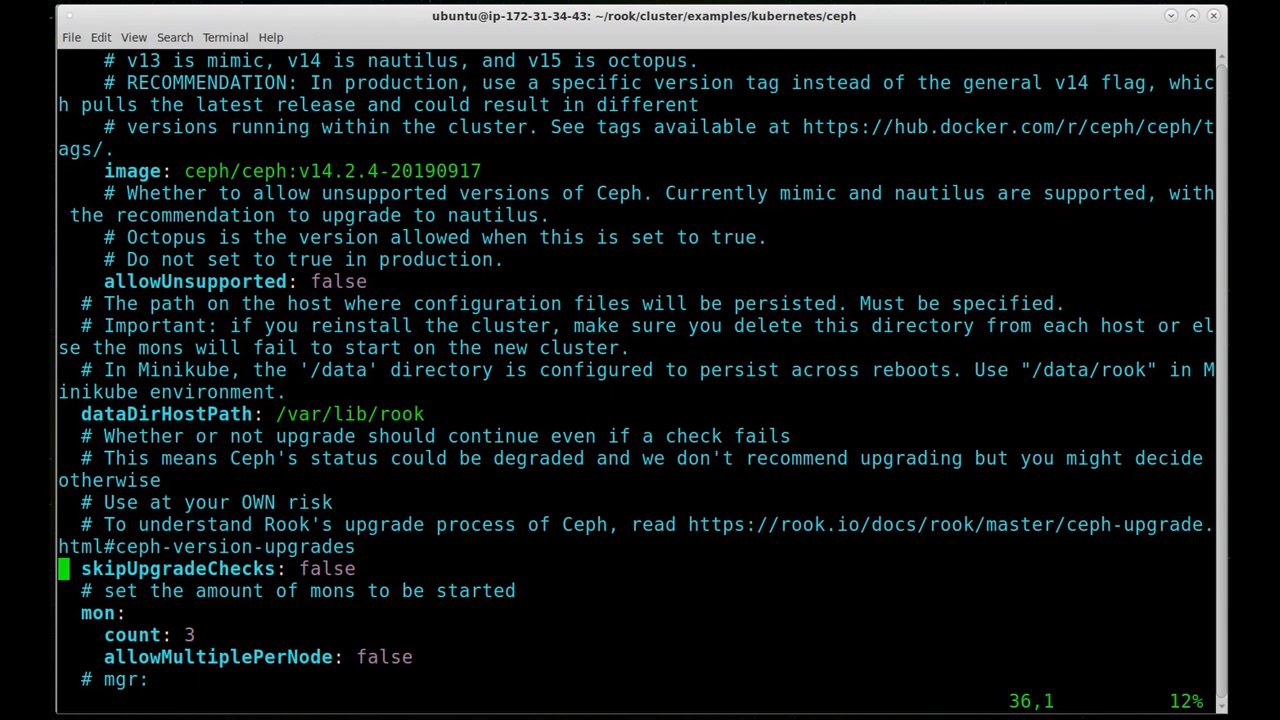 ubuntu@ip-172-31-34-43: ~/rook/cluster/examples/kubernetes/ceph
File Edit View Search Terminal Help
# v13 is mimic, v14 is nautilus, and v15 is octopus.
# RECOMMENDATION: In production, use a specific version tag instead of the general v14 flag, whic
h pulls the latest release and could result in different
# versions running within the cluster. See tags available at https://hub.docker.com/r/ceph/ceph/t
ags/.
image: ceph/ceph:v14.2.4-20190917
# Whether to allow unsupported versions of Ceph. Currently mimic and nautilus are supported, with
the recommendation to upgrade to nautilus.
# Octopus is the version allowed when this is set to true.
# Do not set to true in production.
allowUnsupported: false
# The path on the host where configuration files will be persisted. Must be specified.
# Important: if you reinstall the cluster, make sure you delete this directory from each host or el
se the mons will fail to start on the new cluster.
# In Minikube, the '/data' directory is configured to persist across reboots. Use "/data/rook" in M
inikube environment.
dataDirHostPath: /var/lib/rook
# Whether or not upgrade should continue even if a check fails
# This means Ceph's status could be degraded and we don't recommend upgrading but you might decide
otherwise
# Use at your OWN risk
# To understand Rook's upgrade process of Ceph, read https://rook.io/docs/rook/master/ceph-upgrade.
html#ceph-version-upgrades
skipUpgradeChecks: false
# set the amount of mons to be started
mon:
count: 3
allowMultiplePerNode: false
# mgr:
36,1 12%